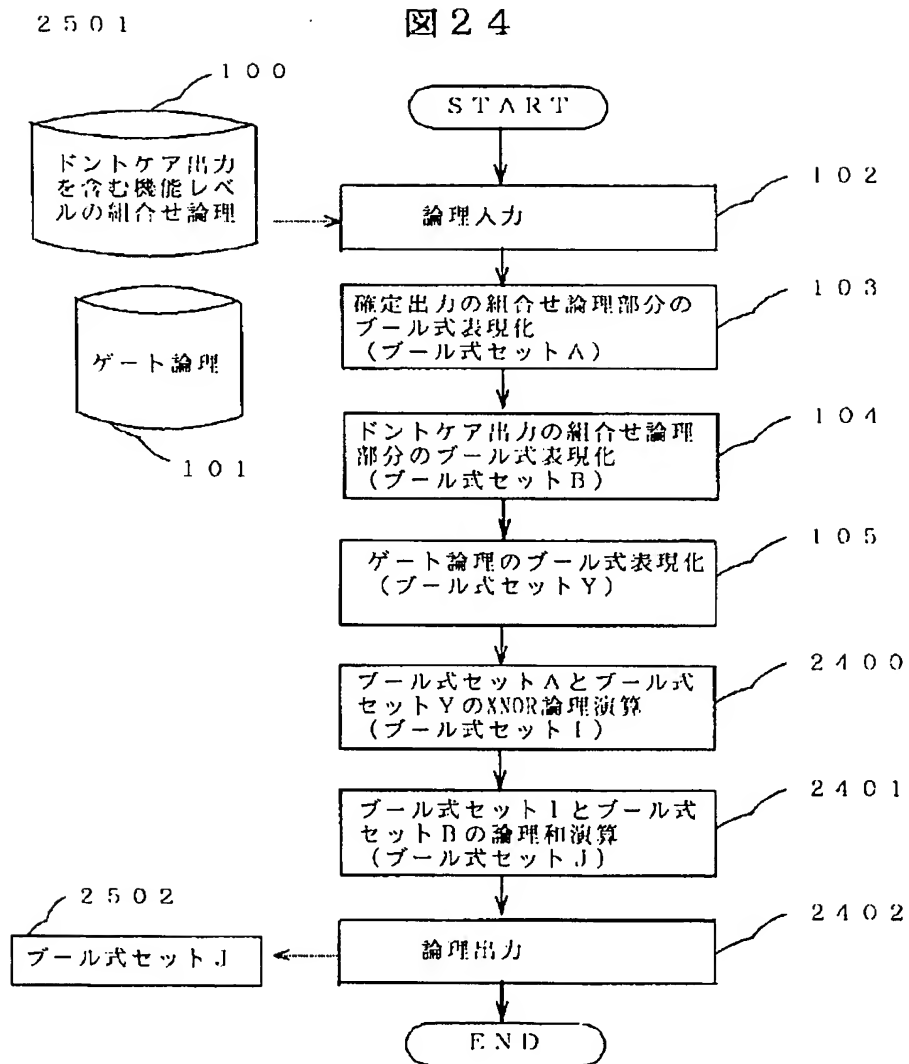 2501
図24
100
START
ドントケア出力
を含む機能レベ
ルの組合せ論理
102
論理入力
103
確定出力の組合せ論理部分の
ブール式表現化
(ブール式セットA)
ゲート論理
101
104
ドントケア出力の組合せ論理
部分のブール式表現化
(ブール式セットB)
105
ゲート論理のブール式表現化
(ブール式セットY)
2400
ブール式セットAとブール式
セットYのXNOR論理演算
(ブール式セットI)
2401
ブール式セットIとブール式
セットBの論理和演算
(ブール式セットJ)
2502
2402
ブール式セットJ
論理出力
END